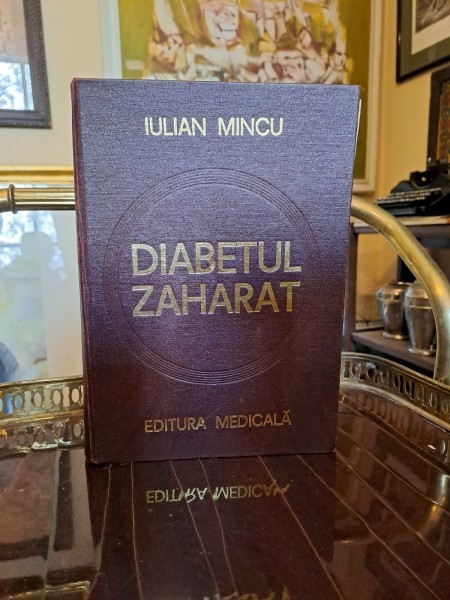 IULIAN MINCU
DIABETUL
ZAHARAT
EDITURA MEDICALĂ